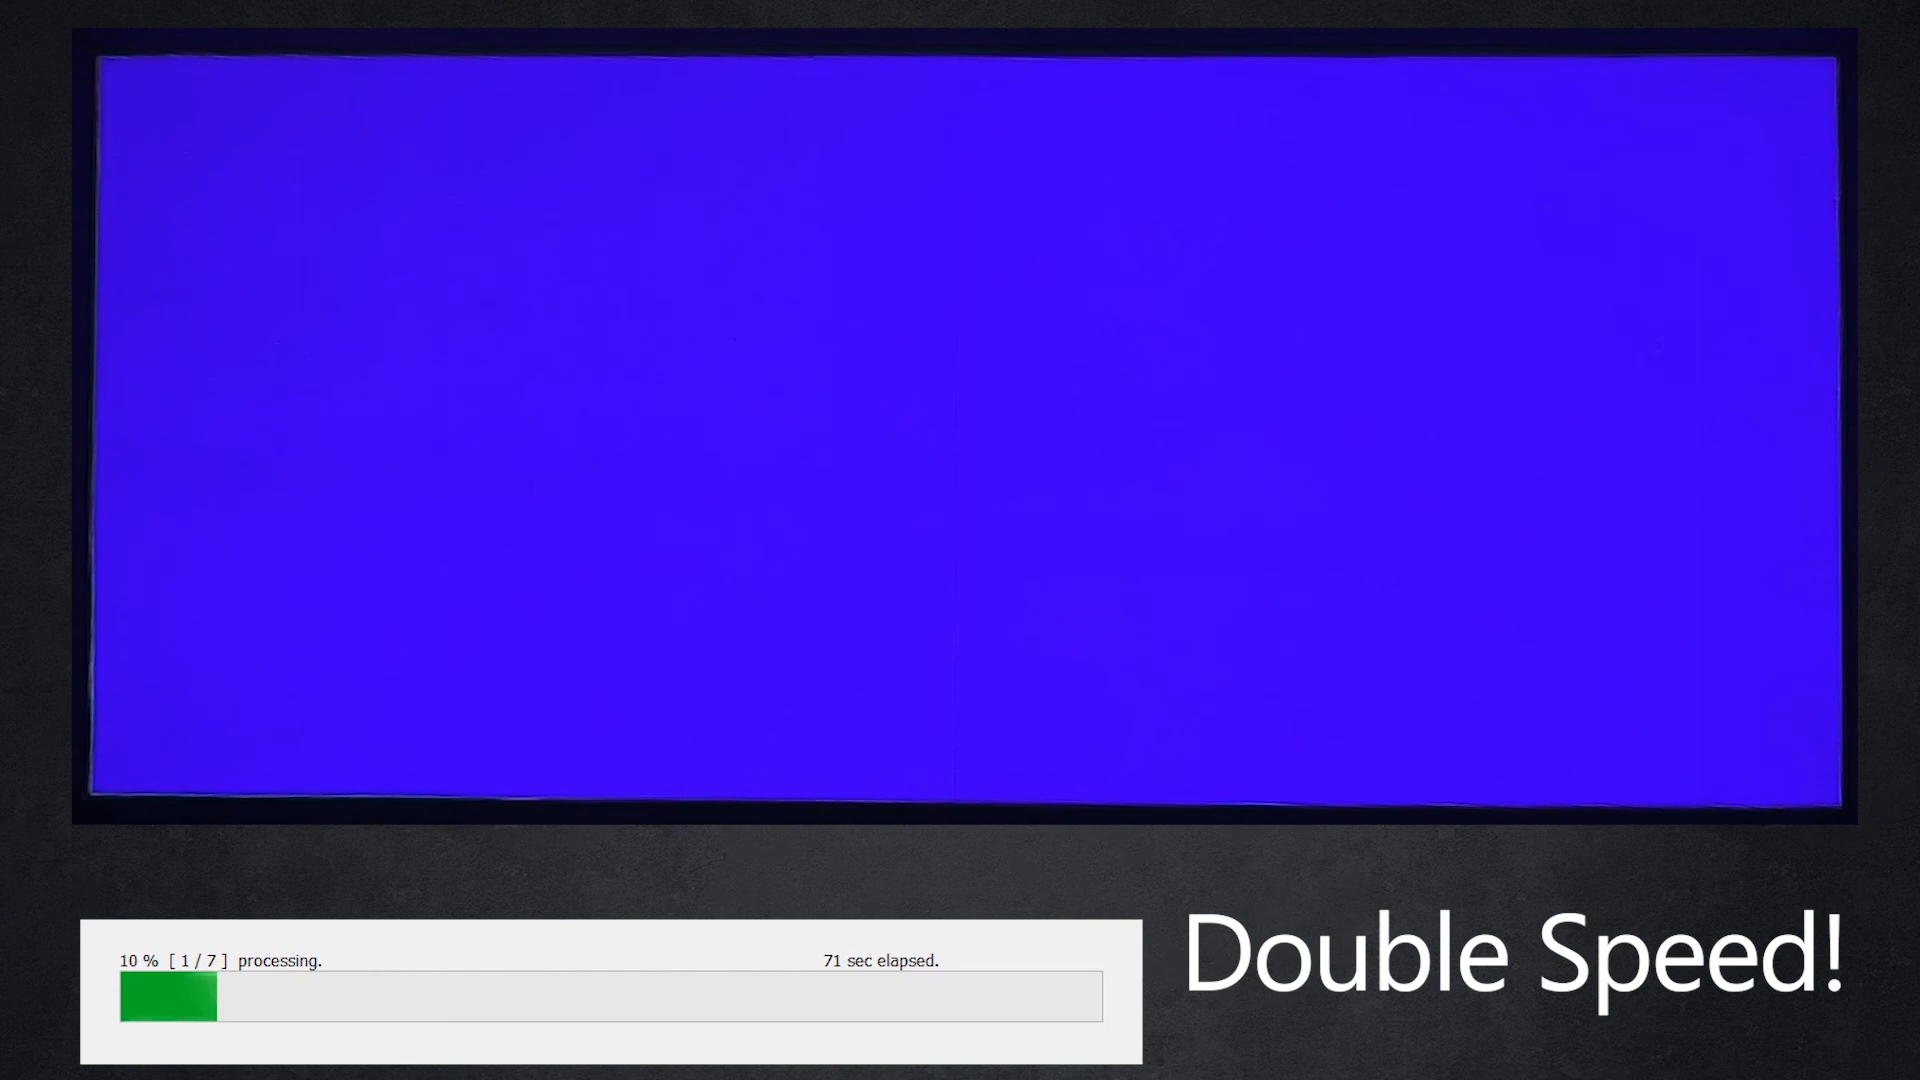 10 % [ 1 / 7 ] processing.
71 sec elapsed.
Double Speed!